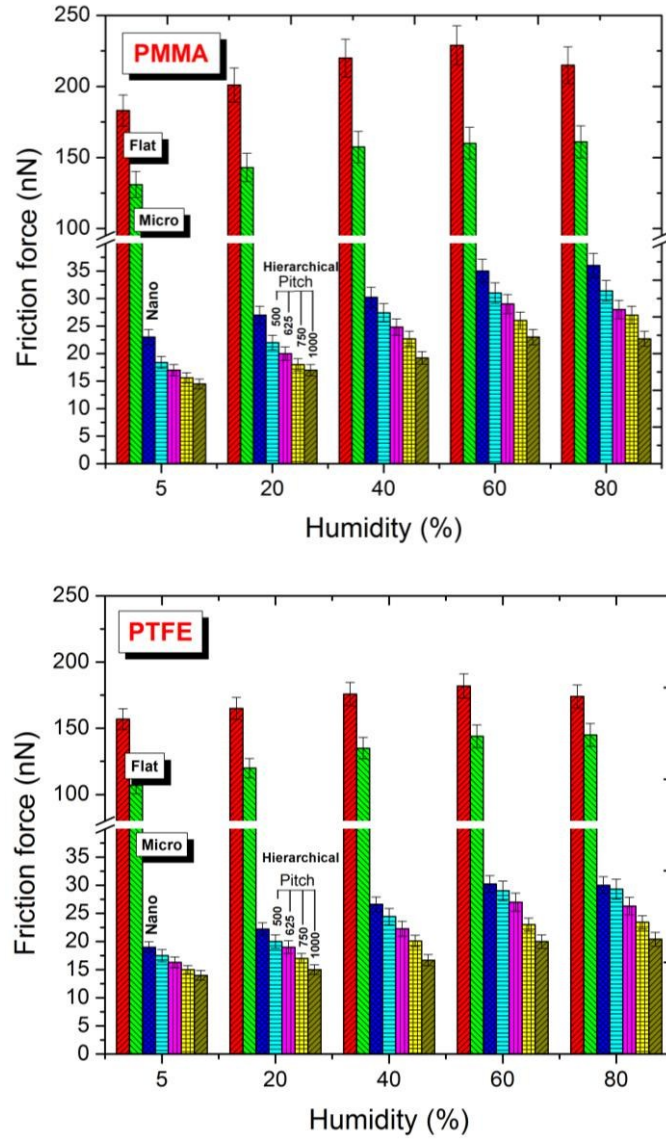 250
PMMA
200
Flat
150
Micro
100
Friction force (nN)
35
30
25
20
15
10
5
0
Nano
Hierarchical
Pitch
500
625
750
1000
5
20
40
60
80
Humidity (%)
250
PTFE
200
150
Flat
100
Micro
Friction force (nN)
35
30
25
20
15
10
5
0
Nano
Hierarchical
Pitch
500
625
750
1000
5
20
40
60
80
Humidity (%)